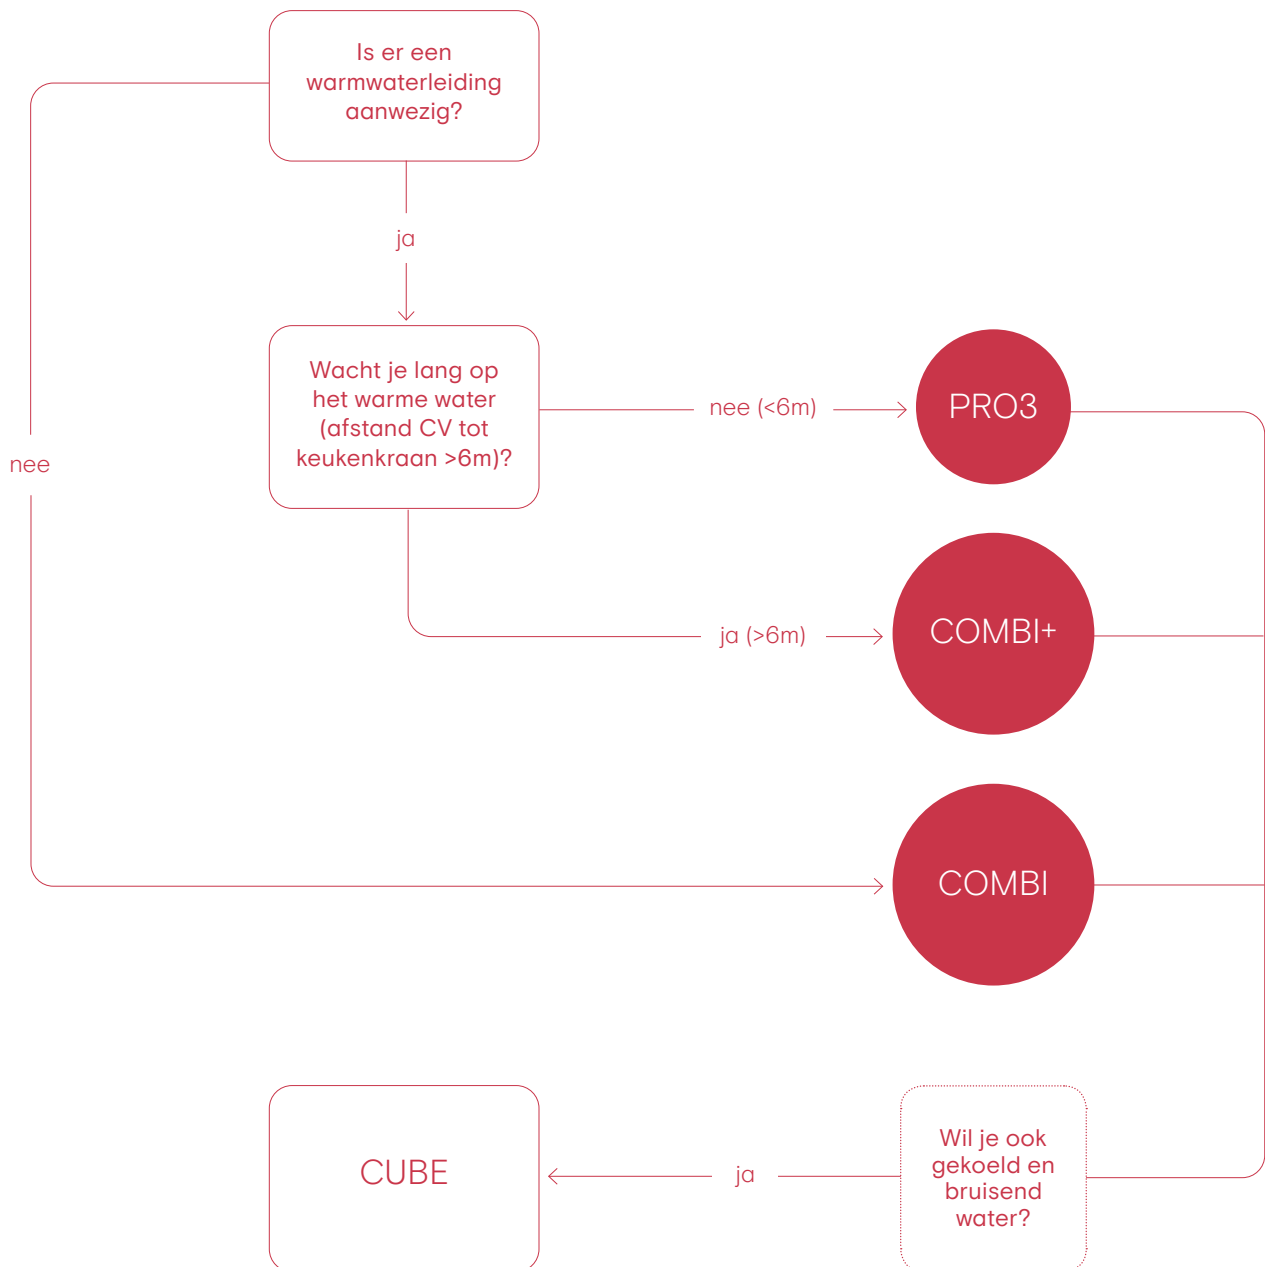 Is er een
warmwaterleiding
aanwezig?
ja
Wacht je lang op
het warme water
(afstand CV tot
keukenkraan >6m)?
nee (<6m)
PRO3
nee
ja (>6m)
COMBI+
COMBI
Wil je ook
gekoeld en
bruisend
water?
ja
CUBE